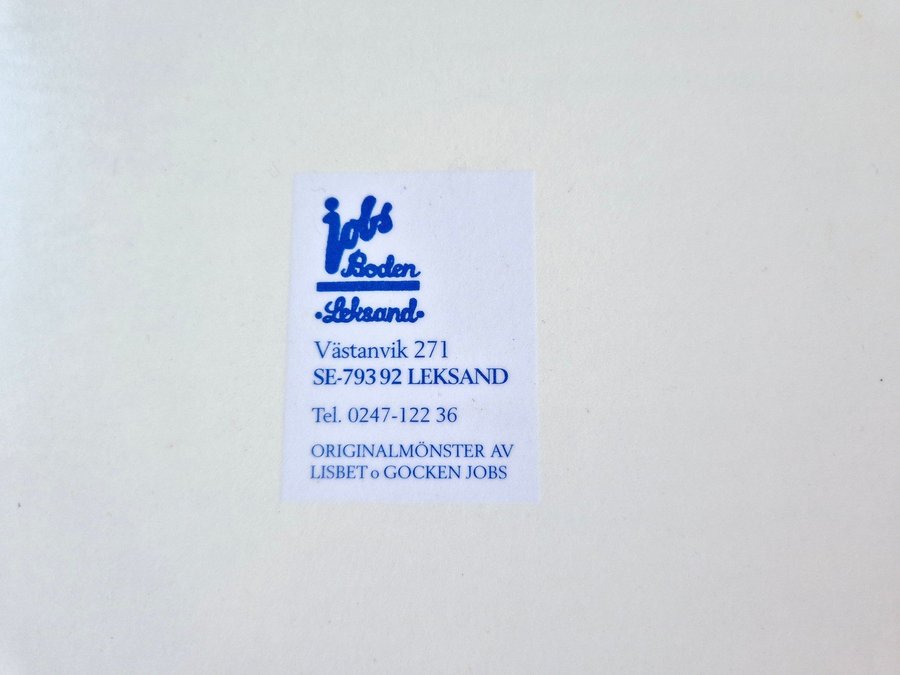 jobs
Boden
·Leksand·
Västanvik 271
SE-793 92 LEKSAND
Tel. 0247-122 36
ORIGINALMÖNSTER AV
LISBET o GOCKEN JOBS